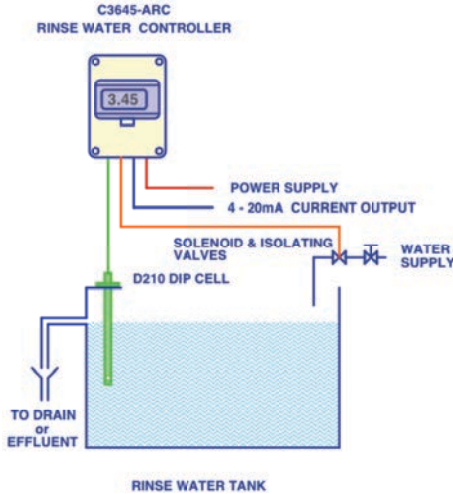 C3645-ARC
RINSE WATER CONTROLLER
3.45
POWER SUPPLY
4 - 20mA CURRENT OUTPUT
SOLENOID & ISOLATING
VALVES
WATER
SUPPLY
D210 DIP CELL
TO DRAIN
or
EFFLUENT
RINSE WATER TANK